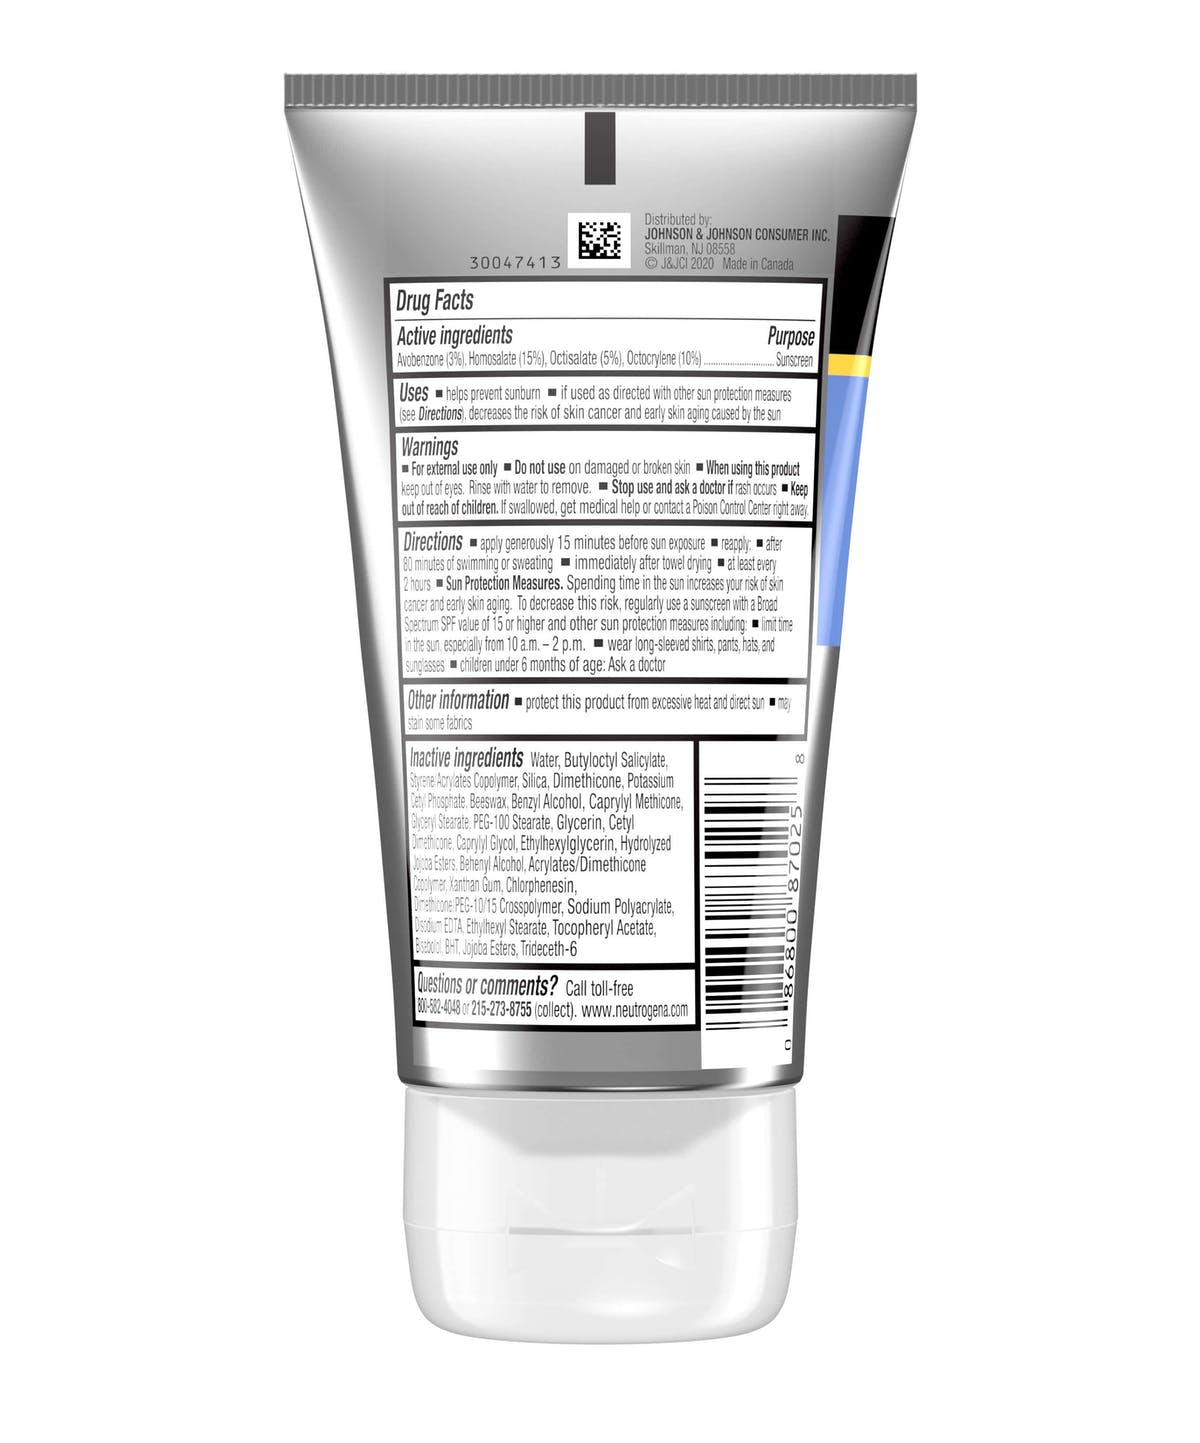 Distributed by:
JOHNSON & JOHNSON CONSUMER INC.
Skillman, NJ 08558
© J&JCI 2020 Made in Canada
30047413
Drug Facts
Active ingredients Purpose
Avobenzone (3%), Homosalate (15%), Octisalate (5%), Octocrylene (10%) ........................... Sunscreen
Uses ■ helps prevent sunburn ■ if used as directed with other sun protection measures
(see Directions), decreases the risk of skin cancer and early skin aging caused by the sun
Warnings
■ For external use only ■ Do not use on damaged or broken skin ■ When using this product
keep out of eyes. Rinse with water to remove. ■ Stop use and ask a doctor if rash occurs ■ Keep
out of reach of children. If swallowed, get medical help or contact a Poison Control Center right away.
Directions ■ apply generously 15 minutes before sun exposure ■ reapply: ■ after
80 minutes of swimming or sweating ■ immediately after towel drying ■ at least every
2 hours ■ Sun Protection Measures. Spending time in the sun increases your risk of skin
cancer and early skin aging. To decrease this risk, regularly use a sunscreen with a Broad
Spectrum SPF value of 15 or higher and other sun protection measures including: ■ limit time
in the sun, especially from 10 a.m. – 2 p.m. ■ wear long-sleeved shirts, pants, hats, and
sunglasses ■ children under 6 months of age: Ask a doctor
Other information ■ protect this product from excessive heat and direct sun ■ may
stain some fabrics
Inactive ingredients Water, Butyloctyl Salicylate,
Styrene/Acrylates Copolymer, Silica, Dimethicone, Potassium
Cetyl Phosphate, Beeswax, Benzyl Alcohol, Caprylyl Methicone,
Glyceryl Stearate, PEG-100 Stearate, Glycerin, Cetyl
Dimethicone, Caprylyl Glycol, Ethylhexylglycerin, Hydrolyzed
Jojoba Esters, Behenyl Alcohol, Acrylates/Dimethicone
Copolymer, Xanthan Gum, Chlorphenesin,
Dimethicone/PEG-10/15 Crosspolymer, Sodium Polyacrylate,
Disodium EDTA, Ethylhexyl Stearate, Tocopheryl Acetate,
Bisabolol, BHT, Jojoba Esters, Trideceth-6
Questions or comments? Call toll-free
800-582-4048 or 215-273-8755 (collect). www.neutrogena.com
0 86800 87025 8